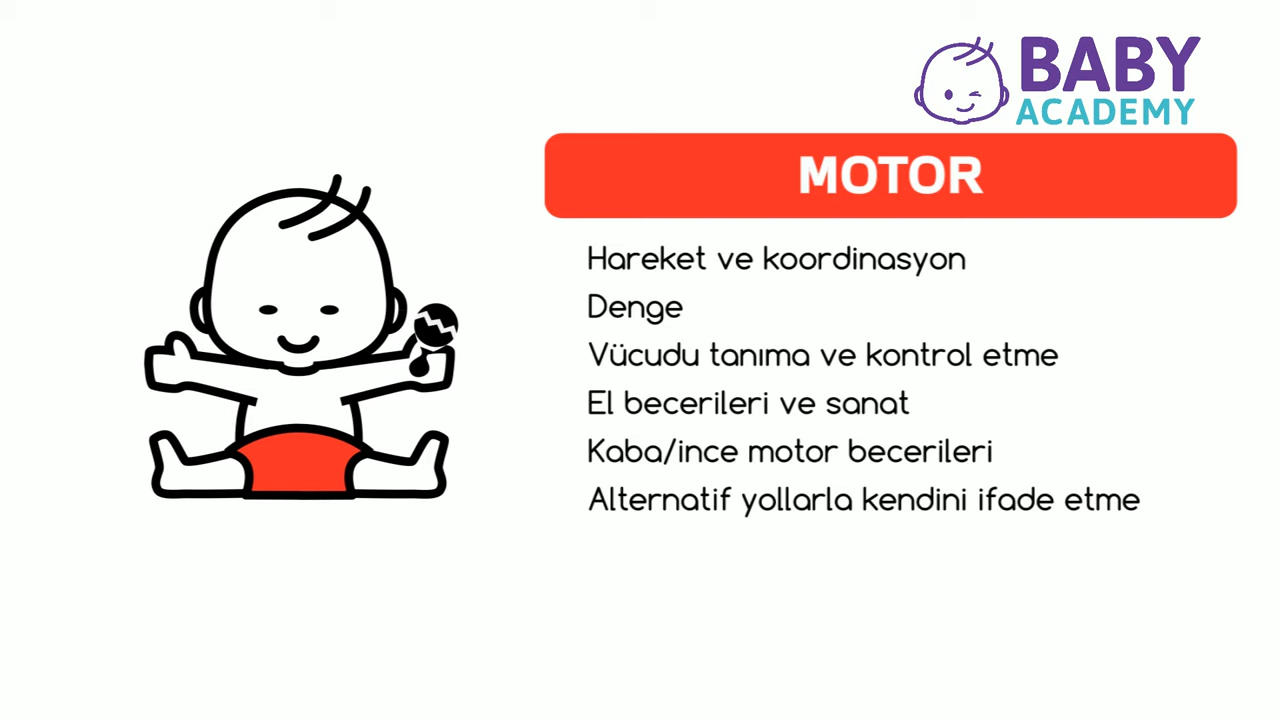 BABY
ACADEMY
MOTOR
Hareket ve koordinasyon
Denge
Vücudu tanıma ve kontrol etme
El becerileri ve sanat
Kaba/ince motor becerileri
Alternatif yollarla kendini ifade etme